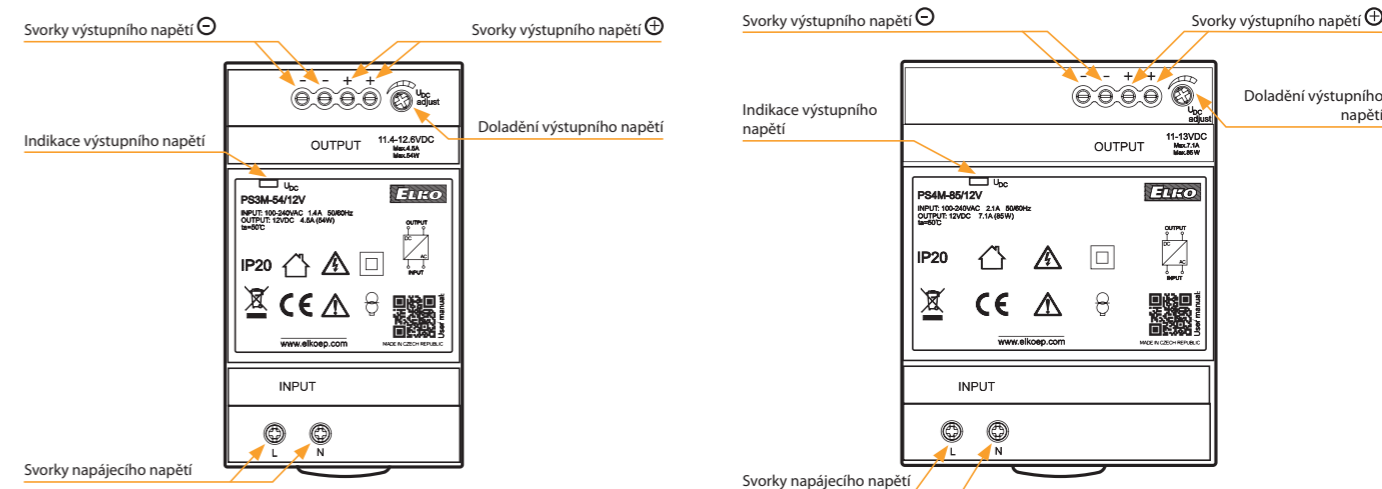 Svorky výstupního napětí ⊖
Svorky výstupního napětí ⊕
− − + +
UDC
adjust
Doladění výstupního napětí
Indikace výstupního napětí
OUTPUT
11.4-12.6VDC
Max.4.5A
Max.54W
UDC
PS3M-54/12V
ELKO
INPUT: 100-240VAC 1.4A 50/60Hz
OUTPUT: 12VDC 4.5A (54W)
ta=50°C
OUTPUT
DC
AC
INPUT
IP20
CE
User manual:
www.elkoep.com
MADE IN CZECH REPUBLIC
INPUT
L N
Svorky napájecího napětí
Svorky výstupního napětí ⊖
Svorky výstupního napětí ⊕
− − + +
UDC
adjust
Doladění výstupního
napětí
Indikace výstupního
napětí
OUTPUT
11-13VDC
Max.7.1A
Max.85W
UDC
PS4M-85/12V
ELKO
INPUT: 100-240VAC 2.1A 50/60Hz
OUTPUT: 12VDC 7.1A (85W)
ta=50°C
OUTPUT
DC
AC
INPUT
IP20
CE
User manual:
www.elkoep.com
MADE IN CZECH REPUBLIC
INPUT
L N
Svorky napájecího napětí